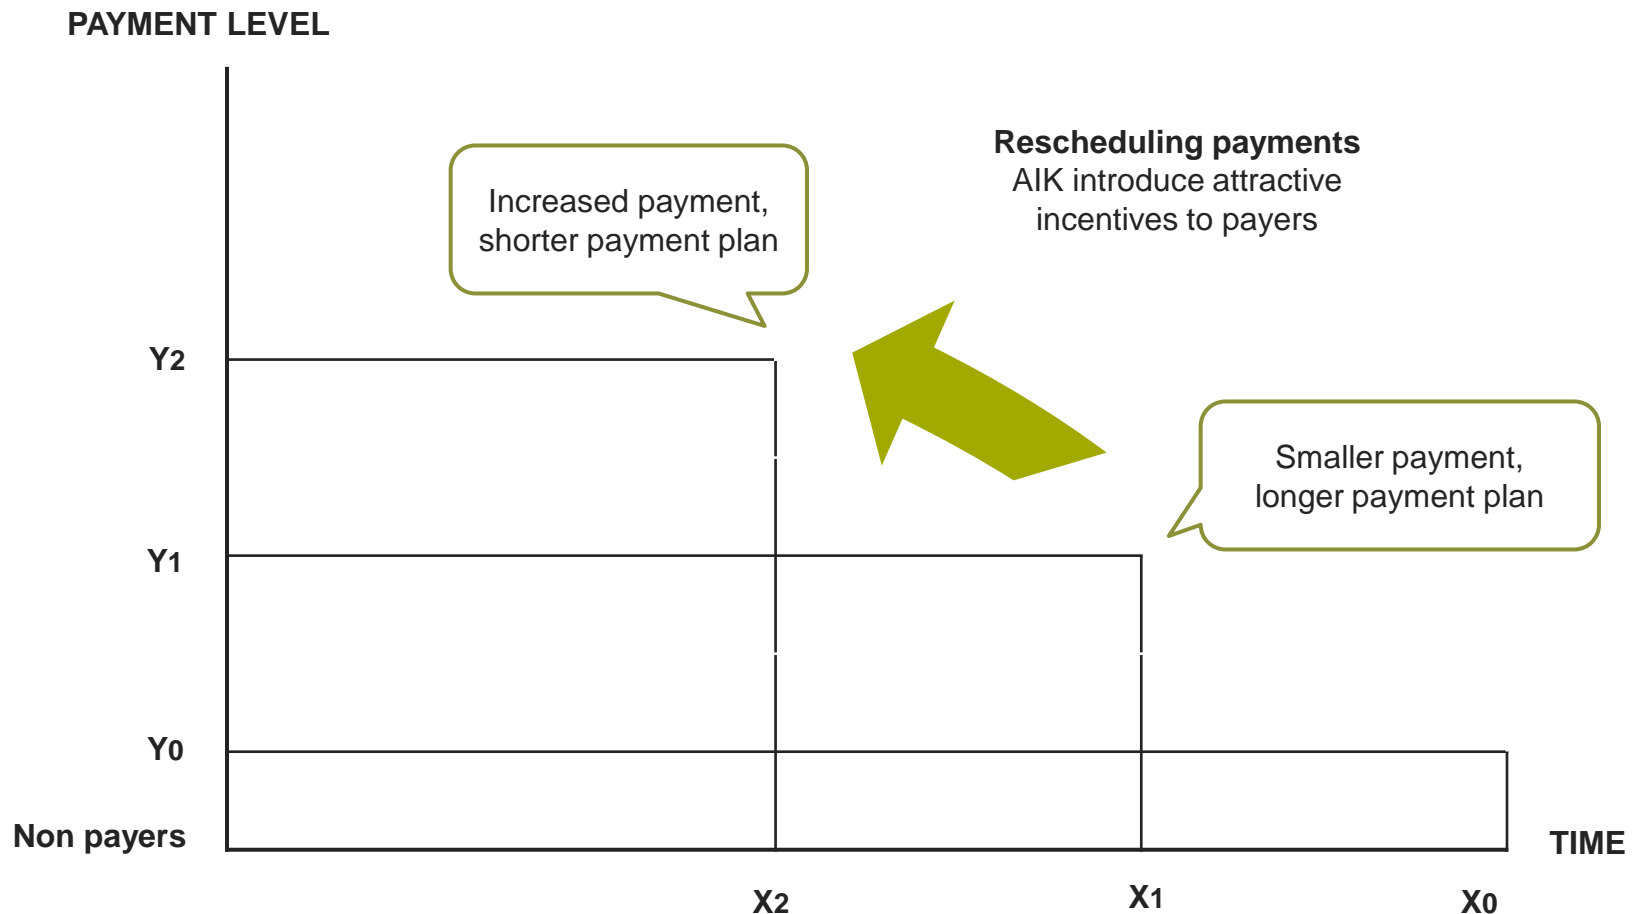 PAYMENT LEVEL
Rescheduling payments
AIK introduce attractive
incentives to payers
Increased payment,
shorter payment plan
Y2
Smaller payment,
longer payment plan
Y1
Y0
Non payers
TIME
X2
X1
X0